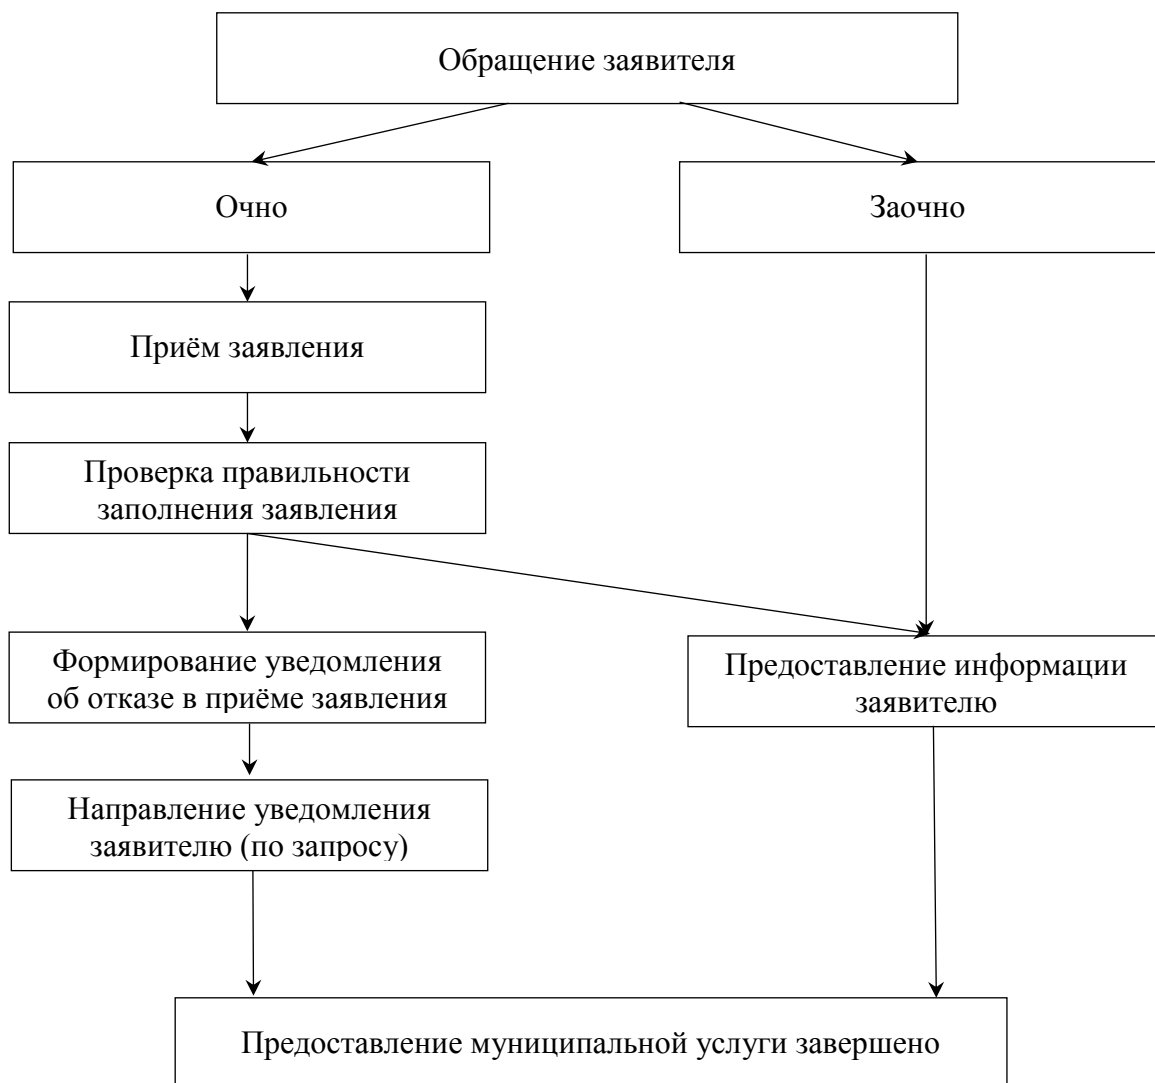 Обращение заявителя
Очно
Заочно
Приём заявления
Проверка правильности
заполнения заявления
Формирование уведомления
об отказе в приёме заявления
Предоставление информации
заявителю
Направление уведомления
заявителю (по запросу)
Предоставление муниципальной услуги завершено